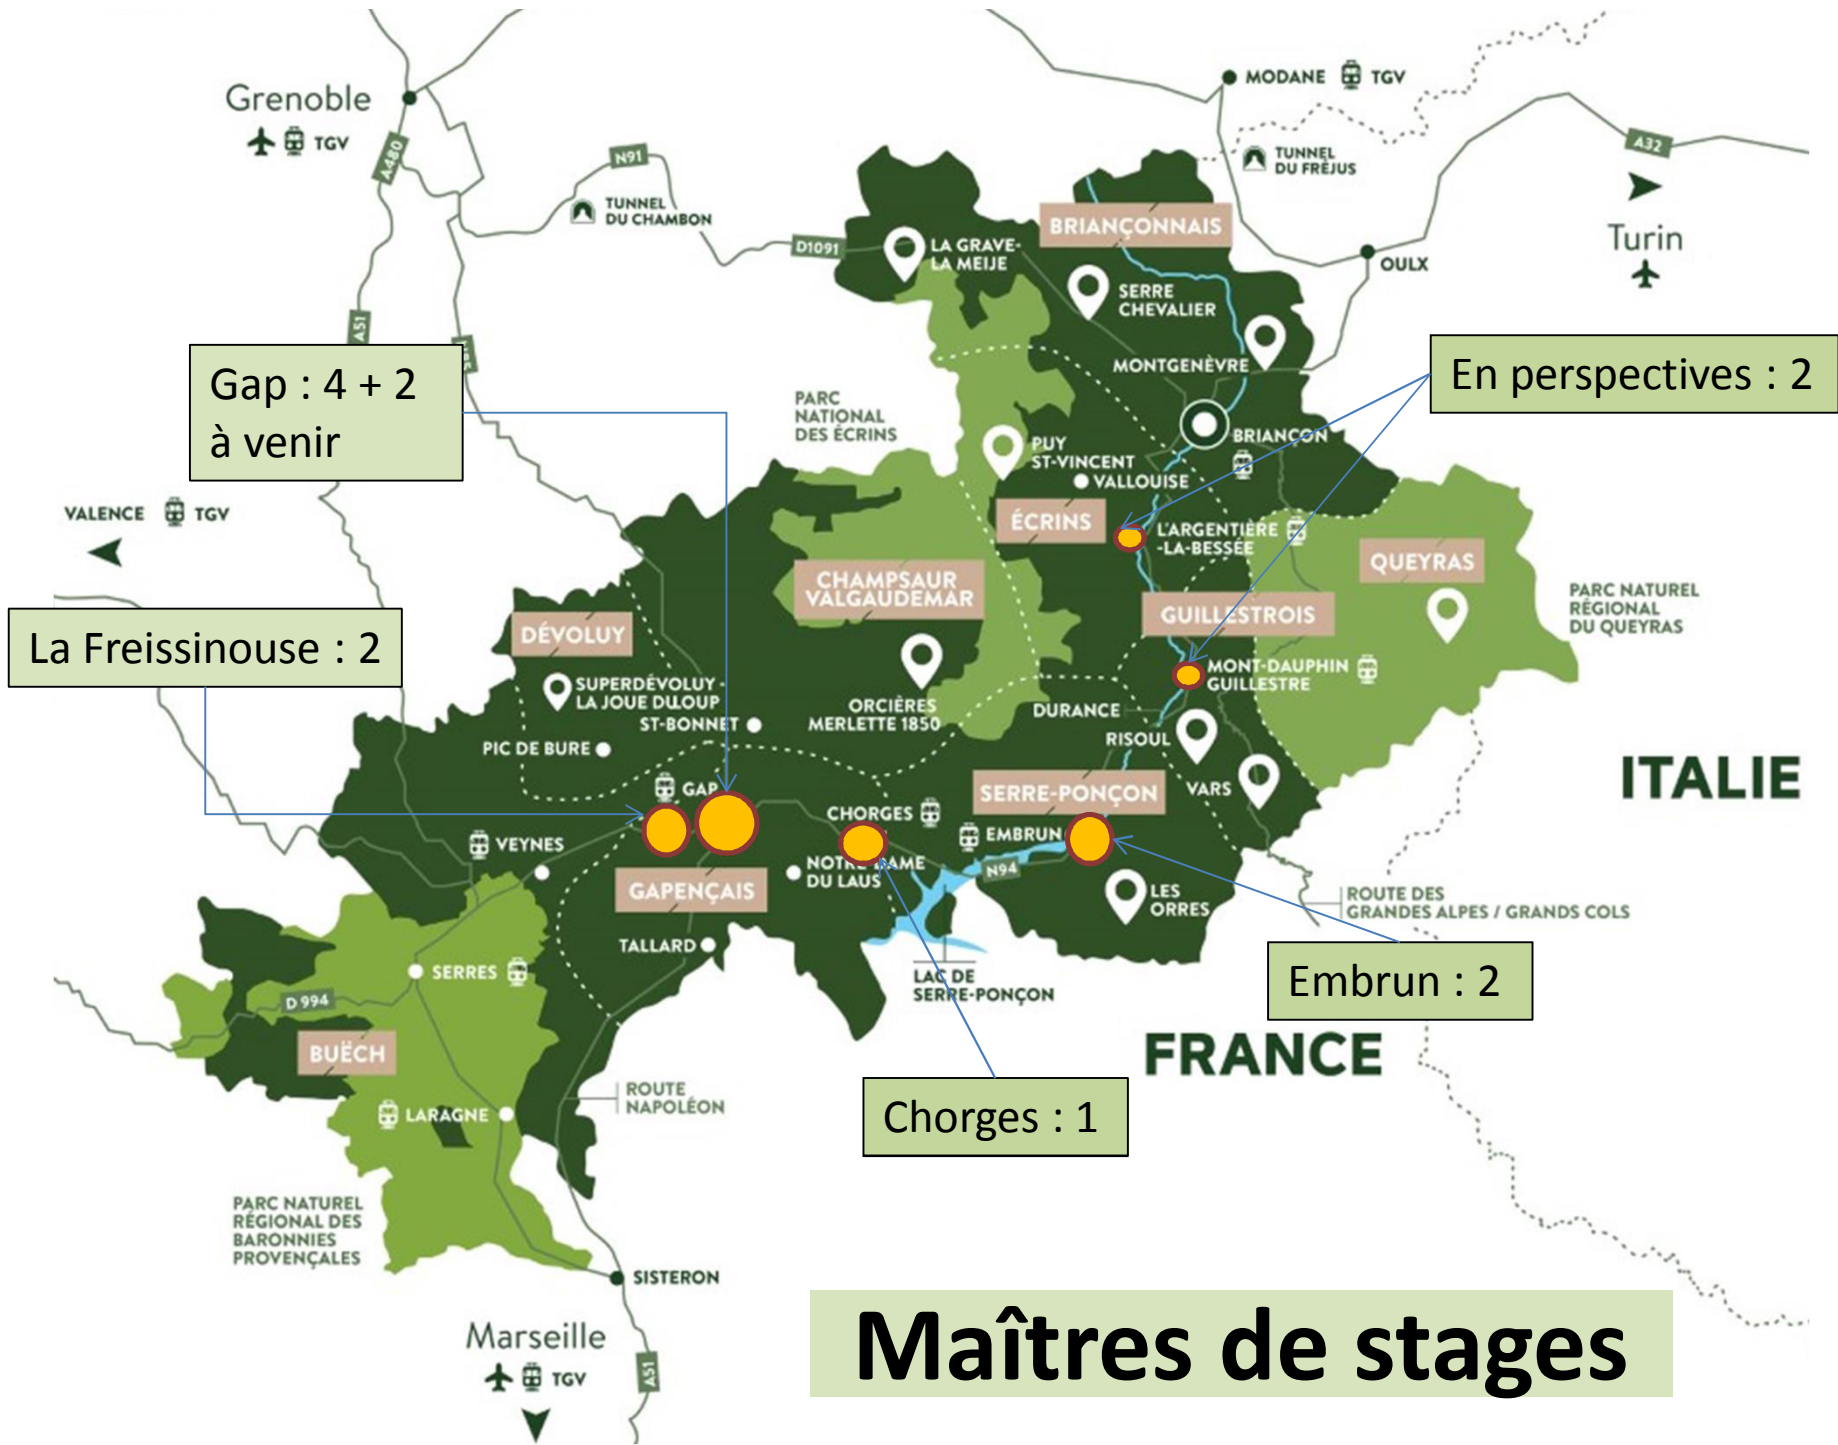 Grenoble
TGV
A480
N91
TUNNEL
DU CHAMBON
D1091
MODANE
TGV
TUNNEL
DU FRÉJUS
A32
Turin
OULX
BRIANÇONNAIS
LA GRAVE-
LA MEIJE
SERRE
CHEVALIER
MONTGENÈVRE
A51
Gap : 4 + 2
à venir
En perspectives : 2
PARC
NATIONAL
DES ÉCRINS
PUY
ST-VINCENT
VALLOUISE
BRIANÇON
VALENCE
TGV
ÉCRINS
L'ARGENTIÈRE
-LA-BESSÉE
QUEYRAS
CHAMPSAUR
VALGAUDEMAR
GUILLESTROIS
PARC NATUREL
RÉGIONAL
DU QUEYRAS
La Freissinouse : 2
DÉVOLUY
SUPERDÉVOLUY -
LA JOUE DU LOUP
ST-BONNET
ORCIÈRES
MERLETTE 1850
MONT-DAUPHIN
GUILLESTRE
DURANCE
RISOUL
PIC DE BURE
VARS
ITALIE
GAP
SERRE-PONÇON
CHORGES
EMBRUN
VEYNES
NOTRE-DAME
DU LAUS
N94
GAPENÇAIS
LES
ORRES
ROUTE DES
GRANDES ALPES / GRANDS COLS
TALLARD
SERRES
LAC DE
SERRE-PONÇON
Embrun : 2
D 994
BUËCH
FRANCE
ROUTE
NAPOLÉON
LARAGNE
Chorges : 1
PARC NATUREL
RÉGIONAL DES
BARONNIES
PROVENÇALES
SISTERON
Marseille
TGV
A51
Maîtres de stages